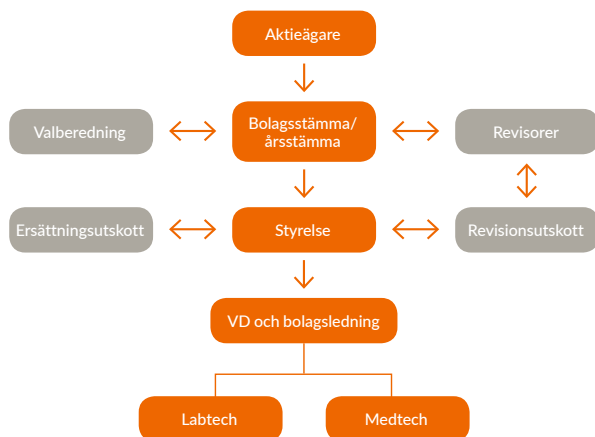 Aktieägare
Valberedning
Bolagsstämma/
årsstämma
Revisorer
Ersättningsutskott
Styrelse
Revisionsutskott
VD och bolagsledning
Labtech
Medtech